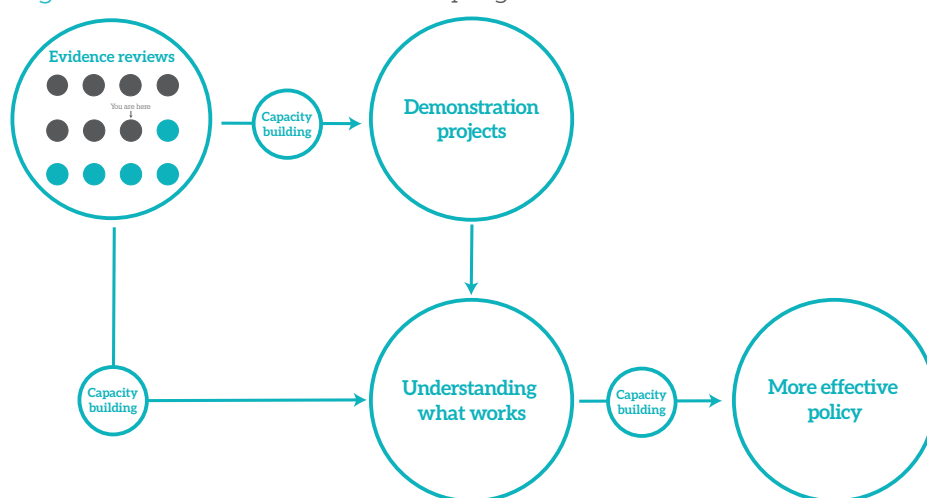 Evidence reviews
You are here
Capacity
building
Demonstration
projects
Capacity
building
Understanding
what works
Capacity
building
More effective
policy